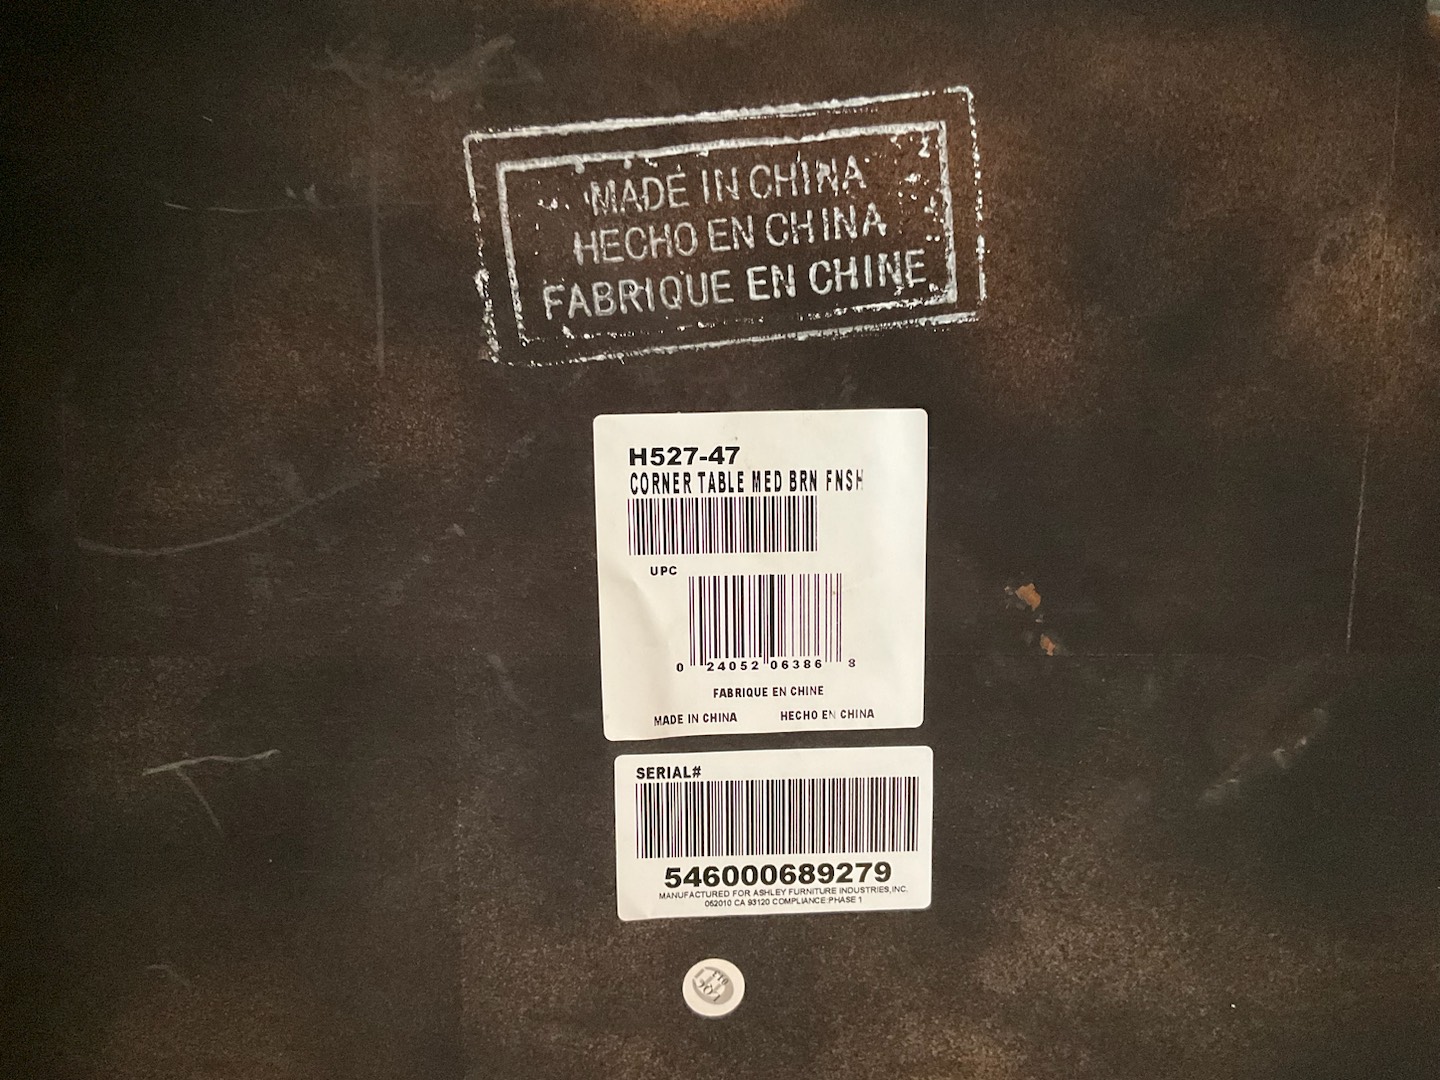 MADE IN CHINA
HECHO EN CHINA
FABRIQUE EN CHINE
H527-47
CORNER TABLE MED BRN FNSH
UPC
0 24052 06386 8
FABRIQUE EN CHINE
MADE IN CHINA HECHO EN CHINA
SERIAL#
546000689279
MANUFACTURED FOR ASHLEY FURNITURE INDUSTRIES,INC.
062010 CA 93120 COMPLIANCE:PHASE 1